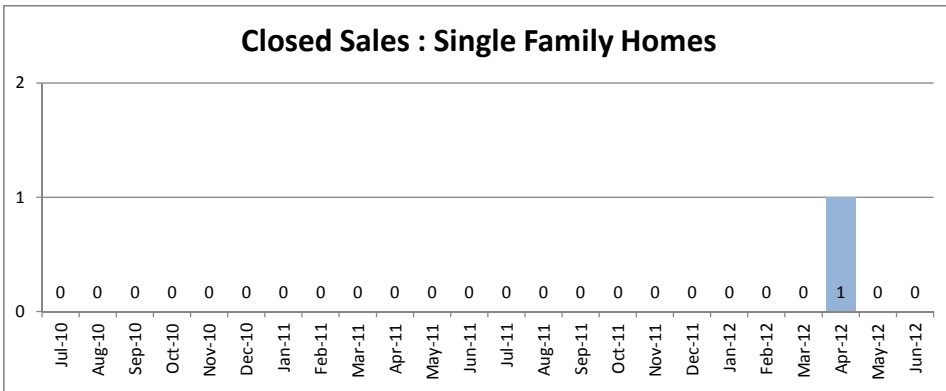 Closed Sales : Single Family Homes
2
1
0 0 0 0 0 0 0 0 0 0 0 0 0 0 0 0 0 0 0 0 0 1 0 0
0
Jul-10 Aug-10 Sep-10 Oct-10 Nov-10 Dec-10 Jan-11 Feb-11 Mar-11 Apr-11 May-11 Jun-11 Jul-11 Aug-11 Sep-11 Oct-11 Nov-11 Dec-11 Jan-12 Feb-12 Mar-12 Apr-12 May-12 Jun-12